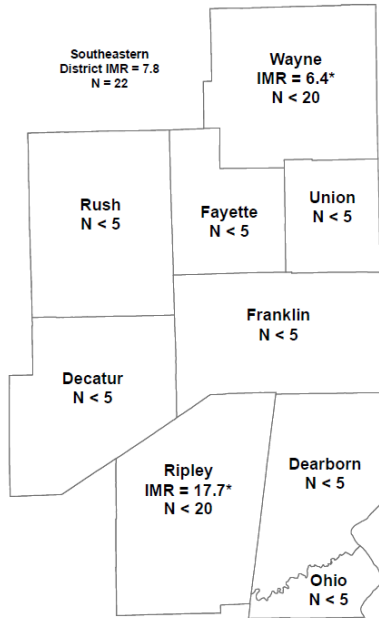 Southeastern
District IMR = 7.8
N = 22
Wayne
IMR = 6.4*
N < 20
Rush
N < 5
Fayette
N < 5
Union
N < 5
Franklin
N < 5
Decatur
N < 5
Ripley
IMR = 17.7*
N < 20
Dearborn
N < 5
Ohio
N < 5